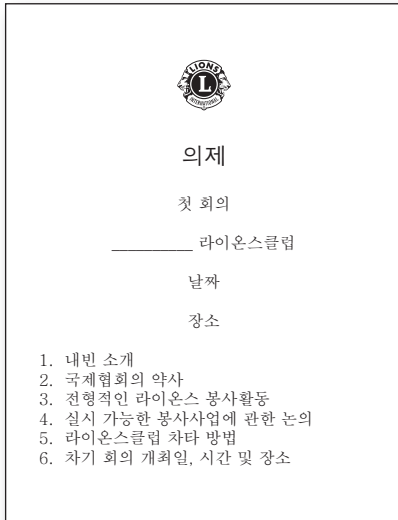 LIONS
L
INTERNATIONAL
의제
첫 회의
__________ 라이온스클럽
날짜
장소
1. 내빈 소개
2. 국제협회의 약사
3. 전형적인 라이온스 봉사활동
4. 실시 가능한 봉사사업에 관한 논의
5. 라이온스클럽 차타 방법
6. 차기 회의 개최일, 시간 및 장소